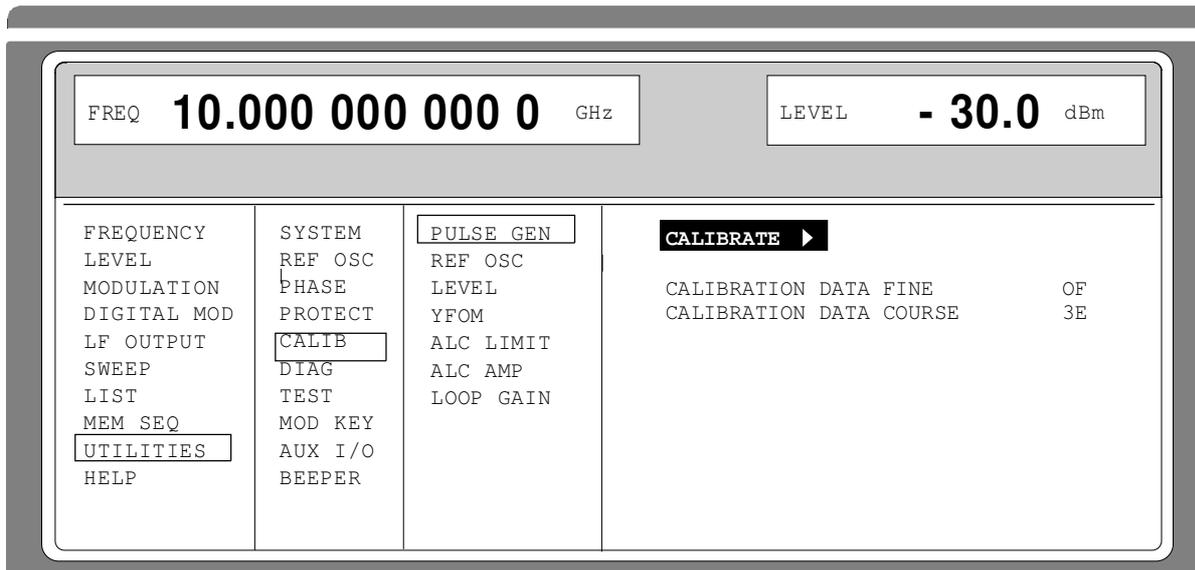 FREQ 10.000 000 000 0 GHz
LEVEL - 30.0 dBm
FREQUENCY
LEVEL
MODULATION
DIGITAL MOD
LF OUTPUT
SWEEP
LIST
MEM SEQ
UTILITIES
HELP
SYSTEM
REF OSC
PHASE
PROTECT
CALIB
DIAG
TEST
MOD KEY
AUX I/O
BEEPER
PULSE GEN
REF OSC
LEVEL
YFOM
ALC LIMIT
ALC AMP
LOOP GAIN
CALIBRATE
CALIBRATION DATA FINE OF
CALIBRATION DATA COURSE 3E